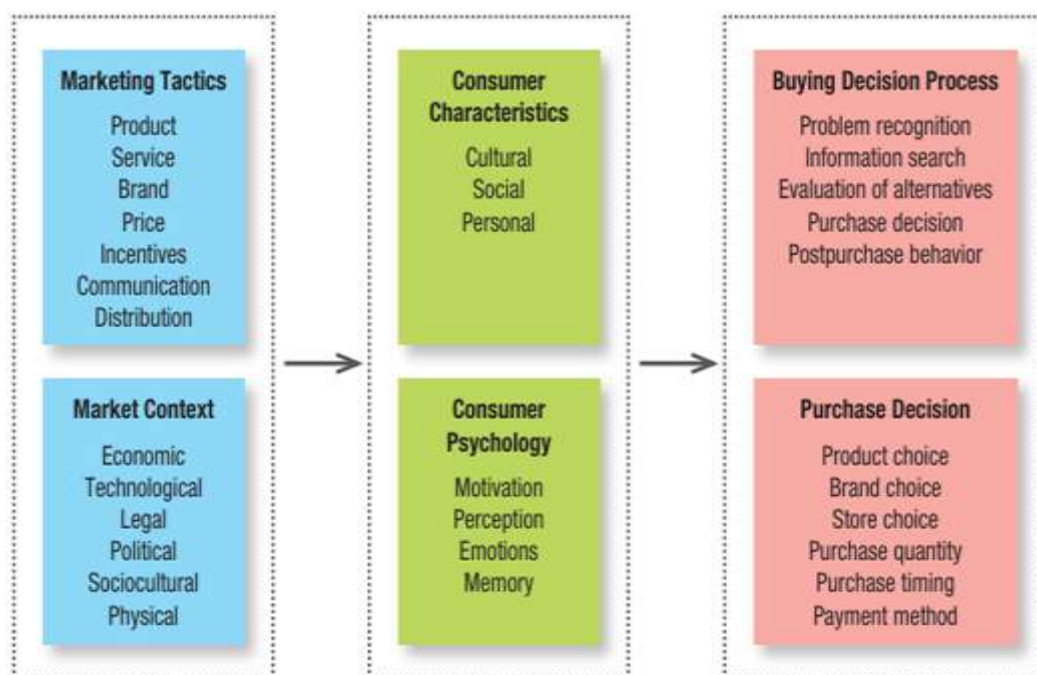 Marketing Tactics
Product
Service
Brand
Price
Incentives
Communication
Distribution
Market Context
Economic
Technological
Legal
Political
Sociocultural
Physical
Consumer
Characteristics
Cultural
Social
Personal
Consumer
Psychology
Motivation
Perception
Emotions
Memory
Buying Decision Process
Problem recognition
Information search
Evaluation of alternatives
Purchase decision
Postpurchase behavior
Purchase Decision
Product choice
Brand choice
Store choice
Purchase quantity
Purchase timing
Payment method